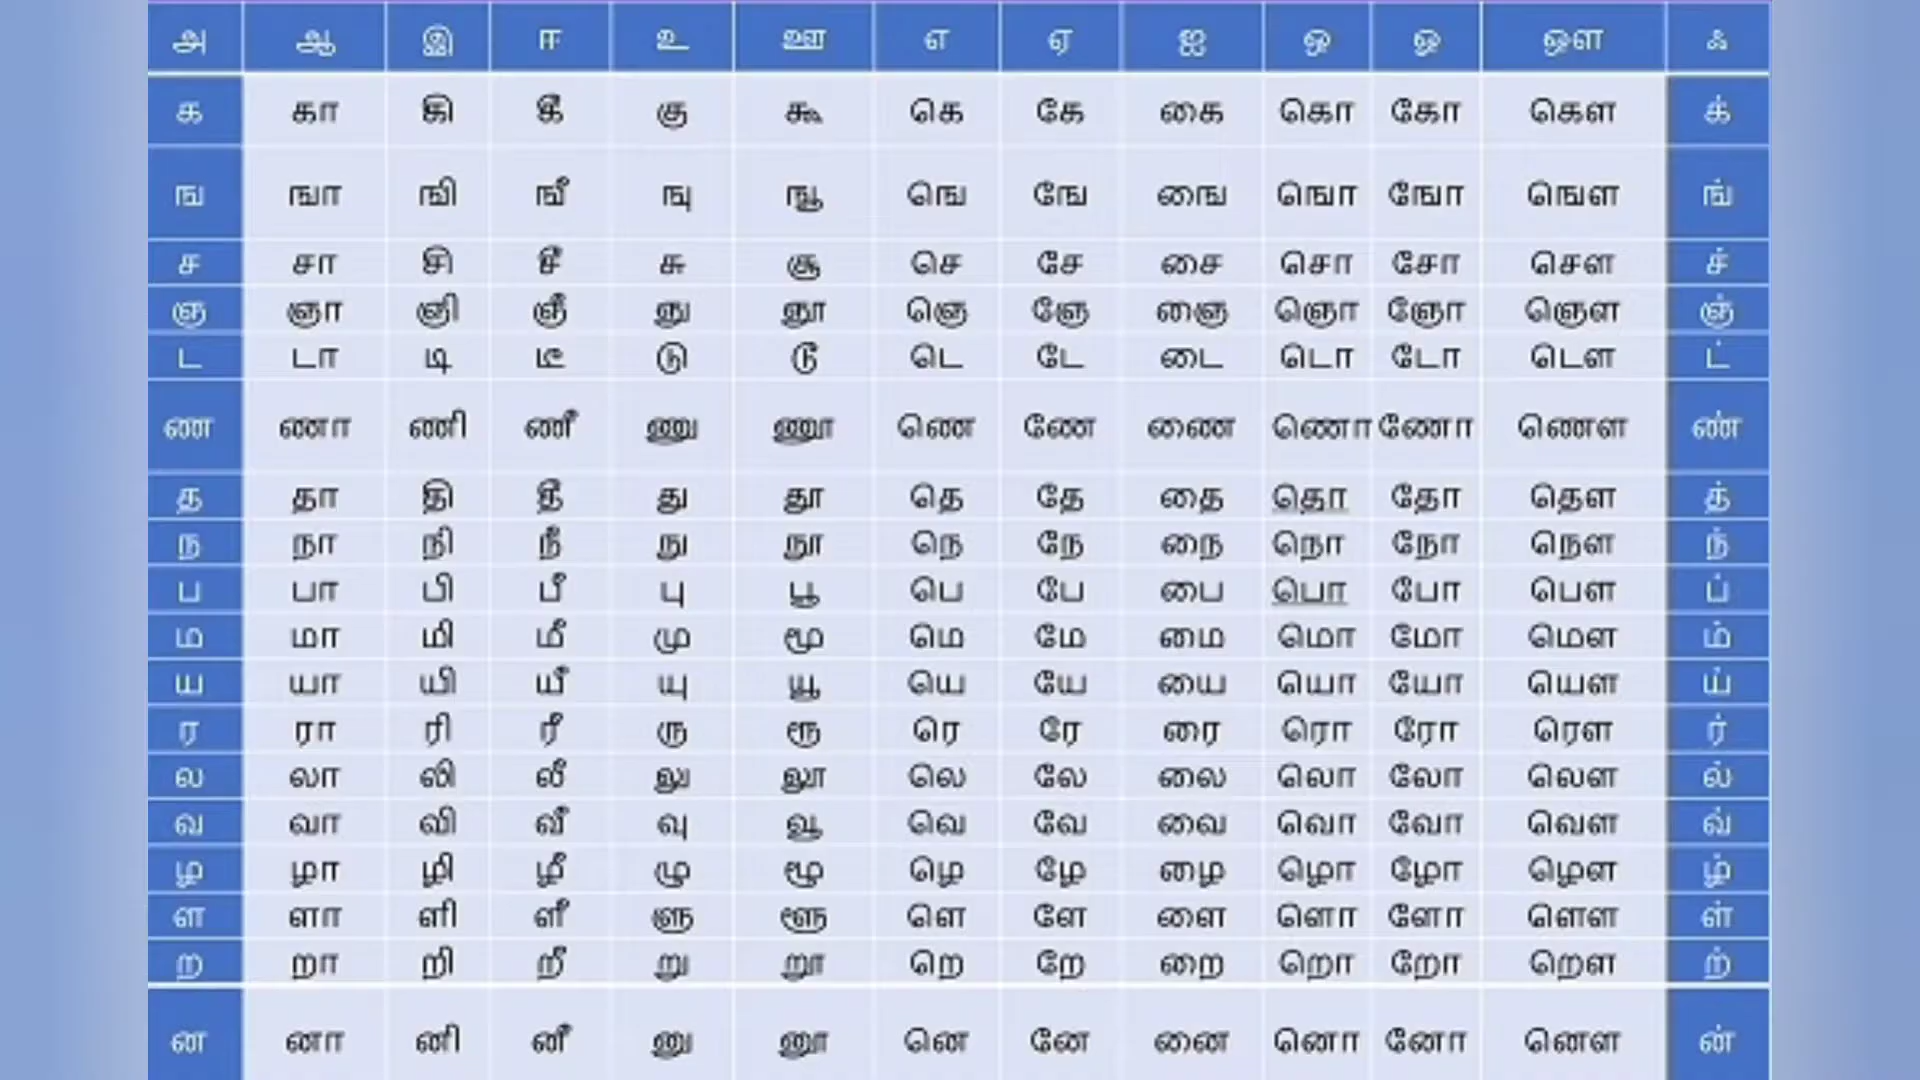 அ ஆ இ ஈ உ ஊ எ ஏ ஐ ஒ ஓ ஔ ஃ
க கா கி கீ கு கூ கெ கே கை கொ கோ கௌ க்
ங ஙா ஙி ஙீ ஙு ஙூ ஙெ ஙே ஙை ஙொ ஙோ ஙௌ ங்
ச சா சி சீ சு சூ செ சே சை சொ சோ சௌ ச்
ஞ ஞா ஞி ஞீ ஞு ஞூ ஞெ ஞே ஞை ஞொ ஞோ ஞௌ ஞ்
ட டா டி டீ டு டூ டெ டே டை டொ டோ டௌ ட்
ண ணா ணி ணீ ணு ணூ ணெ ணே ணை ணொ ணோ ணௌ ண்
த தா தி தீ து தூ தெ தே தை தொ தோ தௌ த்
ந நா நி நீ நு நூ நெ நே நை நொ நோ நௌ ந்
ப பா பி பீ பு பூ பெ பே பை பொ போ பௌ ப்
ம மா மி மீ மு மூ மெ மே மை மொ மோ மௌ ம்
ய யா யி யீ யு யூ யெ யே யை யொ யோ யௌ ய்
ர ரா ரி ரீ ரு ரூ ரெ ரே ரை ரொ ரோ ரௌ ர்
ல லா லி லீ லு லூ லெ லே லை லொ லோ லௌ ல்
வ வா வி வீ வு வூ வெ வே வை வொ வோ வௌ வ்
ழ ழா ழி ழீ ழு ழூ ழெ ழே ழை ழொ ழோ ழௌ ழ்
ள ளா ளி ளீ ளு ளூ ளெ ளே ளை ளொ ளோ ளௌ ள்
ற றா றி றீ று றூ றெ றே றை றொ றோ றௌ ற்
ன னா னி னீ னு னூ னெ னே னை னொ னோ னௌ ன்